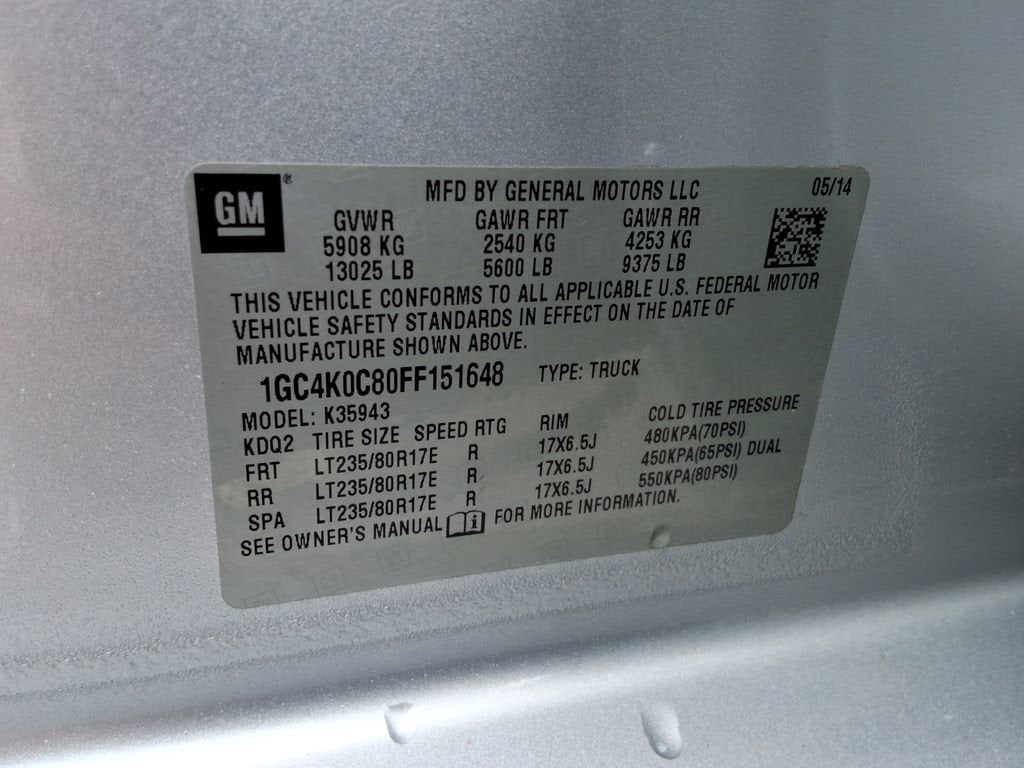 GM®
MFD BY GENERAL MOTORS LLC 05/14
GVWR GAWR FRT GAWR RR
5908 KG 2540 KG 4253 KG
13025 LB 5600 LB 9375 LB
THIS VEHICLE CONFORMS TO ALL APPLICABLE U.S. FEDERAL MOTOR
VEHICLE SAFETY STANDARDS IN EFFECT ON THE DATE OF
MANUFACTURE SHOWN ABOVE.
1GC4K0C80FF151648 TYPE: TRUCK
MODEL: K35943
KDQ2 TIRE SIZE SPEED RTG RIM COLD TIRE PRESSURE
FRT LT235/80R17E R 17X6.5J 480KPA(70PSI)
RR LT235/80R17E R 17X6.5J 450KPA(65PSI) DUAL
SPA LT235/80R17E R 17X6.5J 550KPA(80PSI)
SEE OWNER'S MANUAL FOR MORE INFORMATION.